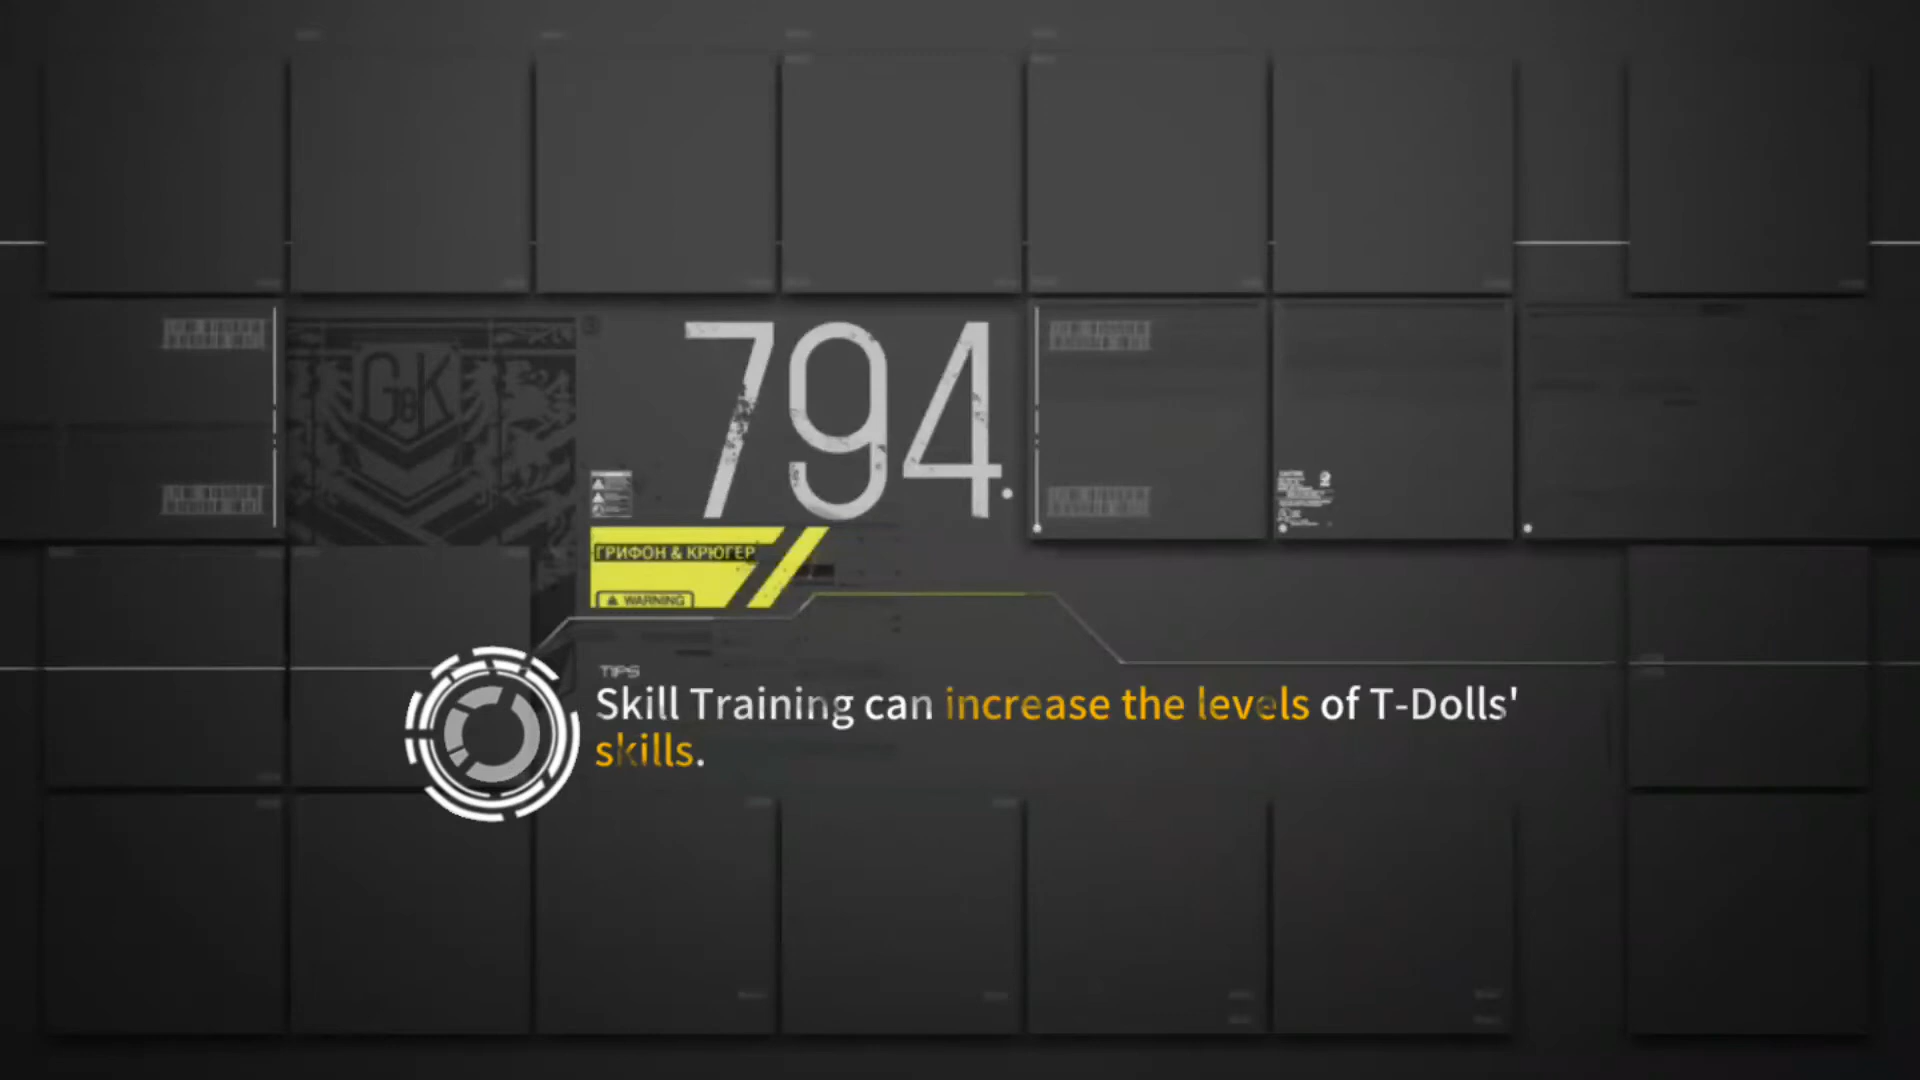 G&K
794.
ГРИФОН & КРЮГЕР
WARNING
TIPS
Skill Training can increase the levels of T-Dolls'
skills.